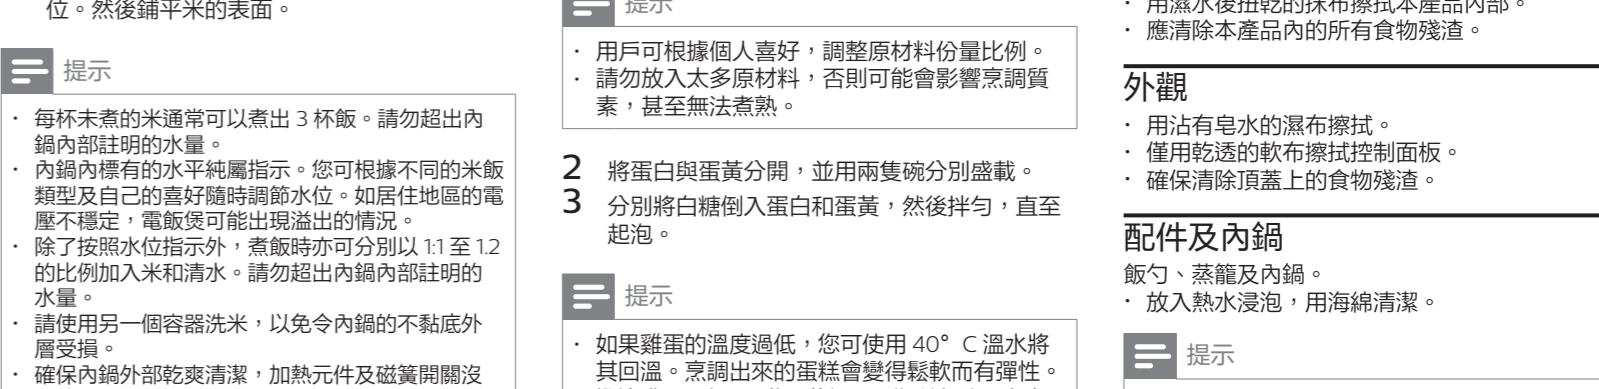 位。然後鋪平米的表面。
提示
· 每杯未煮的米通常可以煮出 3 杯飯。請勿超出內
鍋內部註明的水量。
· 內鍋內標有的水平純屬指示。您可根據不同的米飯
類型及自己的喜好隨時調節水位。如居住地區的電
壓不穩定，電飯煲可能出現溢出的情況。
· 除了按照水位指示外，煮飯時亦可分別以 1:1 至 1.2
的比例加入米和清水。請勿超出內鍋內部註明的
水量。
· 請使用另一個容器洗米，以免令內鍋的不黏底外
層受損。
· 確保內鍋外部乾爽清潔，加熱元件及磁簧開關沒
提示
· 用戶可根據個人喜好，調整原材料份量比例。
· 請勿放入太多原材料，否則可能會影響烹調質
素，甚至無法煮熟。
2 將蛋白與蛋黃分開，並用兩隻碗分別盛載。
3 分別將白糖倒入蛋白和蛋黃，然後拌勻，直至
起泡。
提示
· 如果雞蛋的溫度過低，您可使用 40° C 溫水將
其回溫。烹調出來的蛋糕會變得鬆軟而有彈性。
· 用濕水後扭乾的抹布擦拭本產品內部。
· 應清除本產品內的所有食物殘渣。
外觀
· 用沾有皂水的濕布擦拭。
· 僅用乾透的軟布擦拭控制面板。
· 確保清除頂蓋上的食物殘渣。
配件及內鍋
飯勺、蒸籠及內鍋。
· 放入熱水浸泡，用海綿清潔。
提示